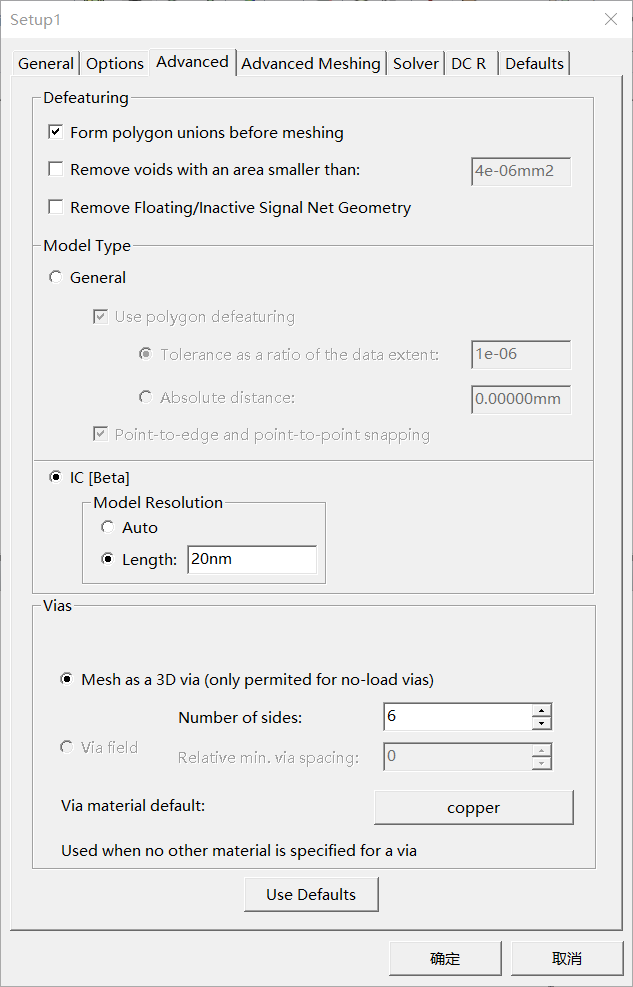 Setup1
General Options Advanced Advanced Meshing Solver DC R Defaults
Defeaturing
Form polygon unions before meshing
Remove voids with an area smaller than: 4e-06mm2
Remove Floating/Inactive Signal Net Geometry
Model Type
General
Use polygon defeaturing
Tolerance as a ratio of the data extent: 1e-06
Absolute distance: 0.00000mm
Point-to-edge and point-to-point snapping
IC [Beta]
Model Resolution
Auto
Length: 20nm
Vias
Mesh as a 3D via (only permited for no-load vias)
Number of sides: 6
Via field
Relative min. via spacing: 0
Via material default: copper
Used when no other material is specified for a via
Use Defaults
确定 取消